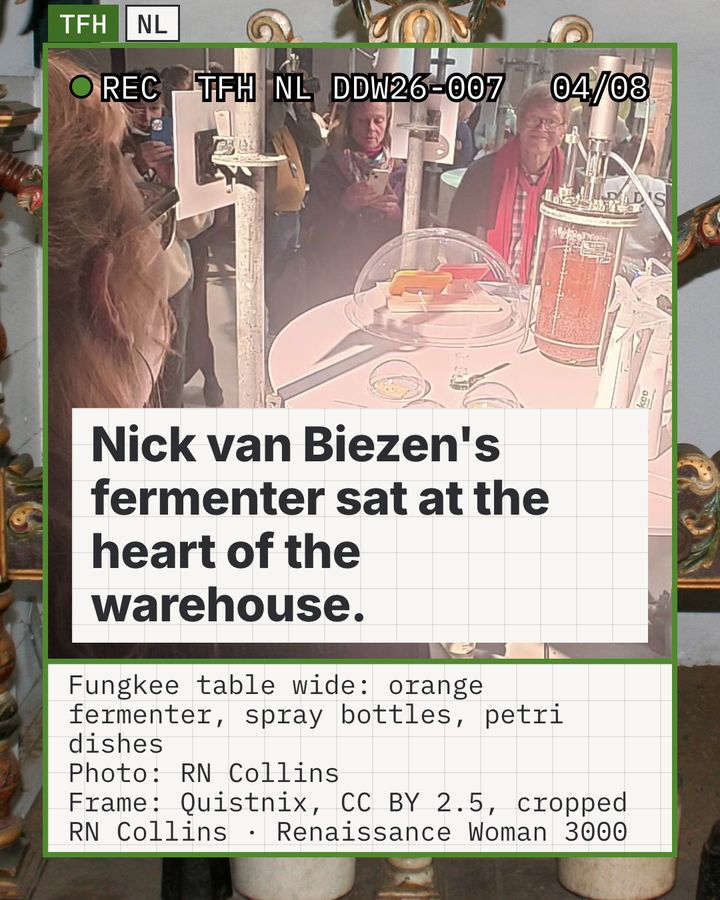 TFH NL
REC TFH NL DDW26-007 04/08
Nick van Biezen's
fermenter sat at the
heart of the
warehouse.
Fungkee table wide: orange
fermenter, spray bottles, petri
dishes
Photo: RN Collins
Frame: Quistnix, CC BY 2.5, cropped
RN Collins · Renaissance Woman 3000